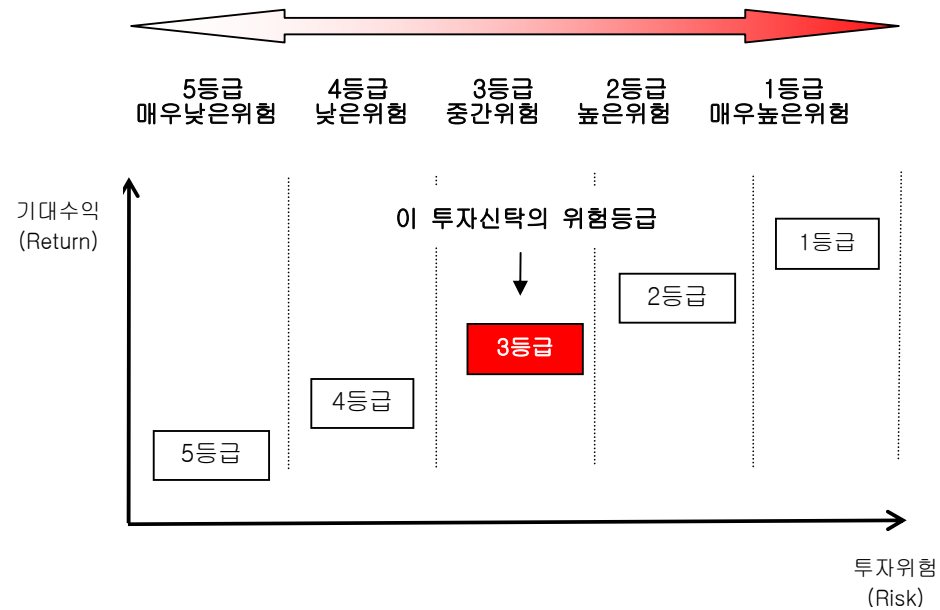 5등급 4등급 3등급 2등급 1등급
매우낮은위험 낮은위험 중간위험 높은위험 매우높은위험
기대수익
(Return)
이 투자신탁의 위험등급
1등급
2등급
3등급
4등급
5등급
투자위험
(Risk)